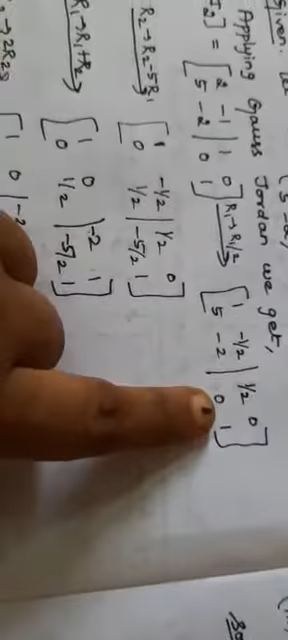 Given:
Applying Gauss Jordan we get,
I₂] = [2 -1 | 1 0
5 -2 | 0 1] R₁→R₁/2 [1 -1/2 | 1/2 0
5 -2 | 0 1]
R₂→R₂-5R₁ [1 -1/2 | 1/2 0
0 1/2 | -5/2 1]
R₁→R₁+R₂ [1 0 | -2 1
0 1/2 | -5/2 1]
→2R₂
[1 0 | -2